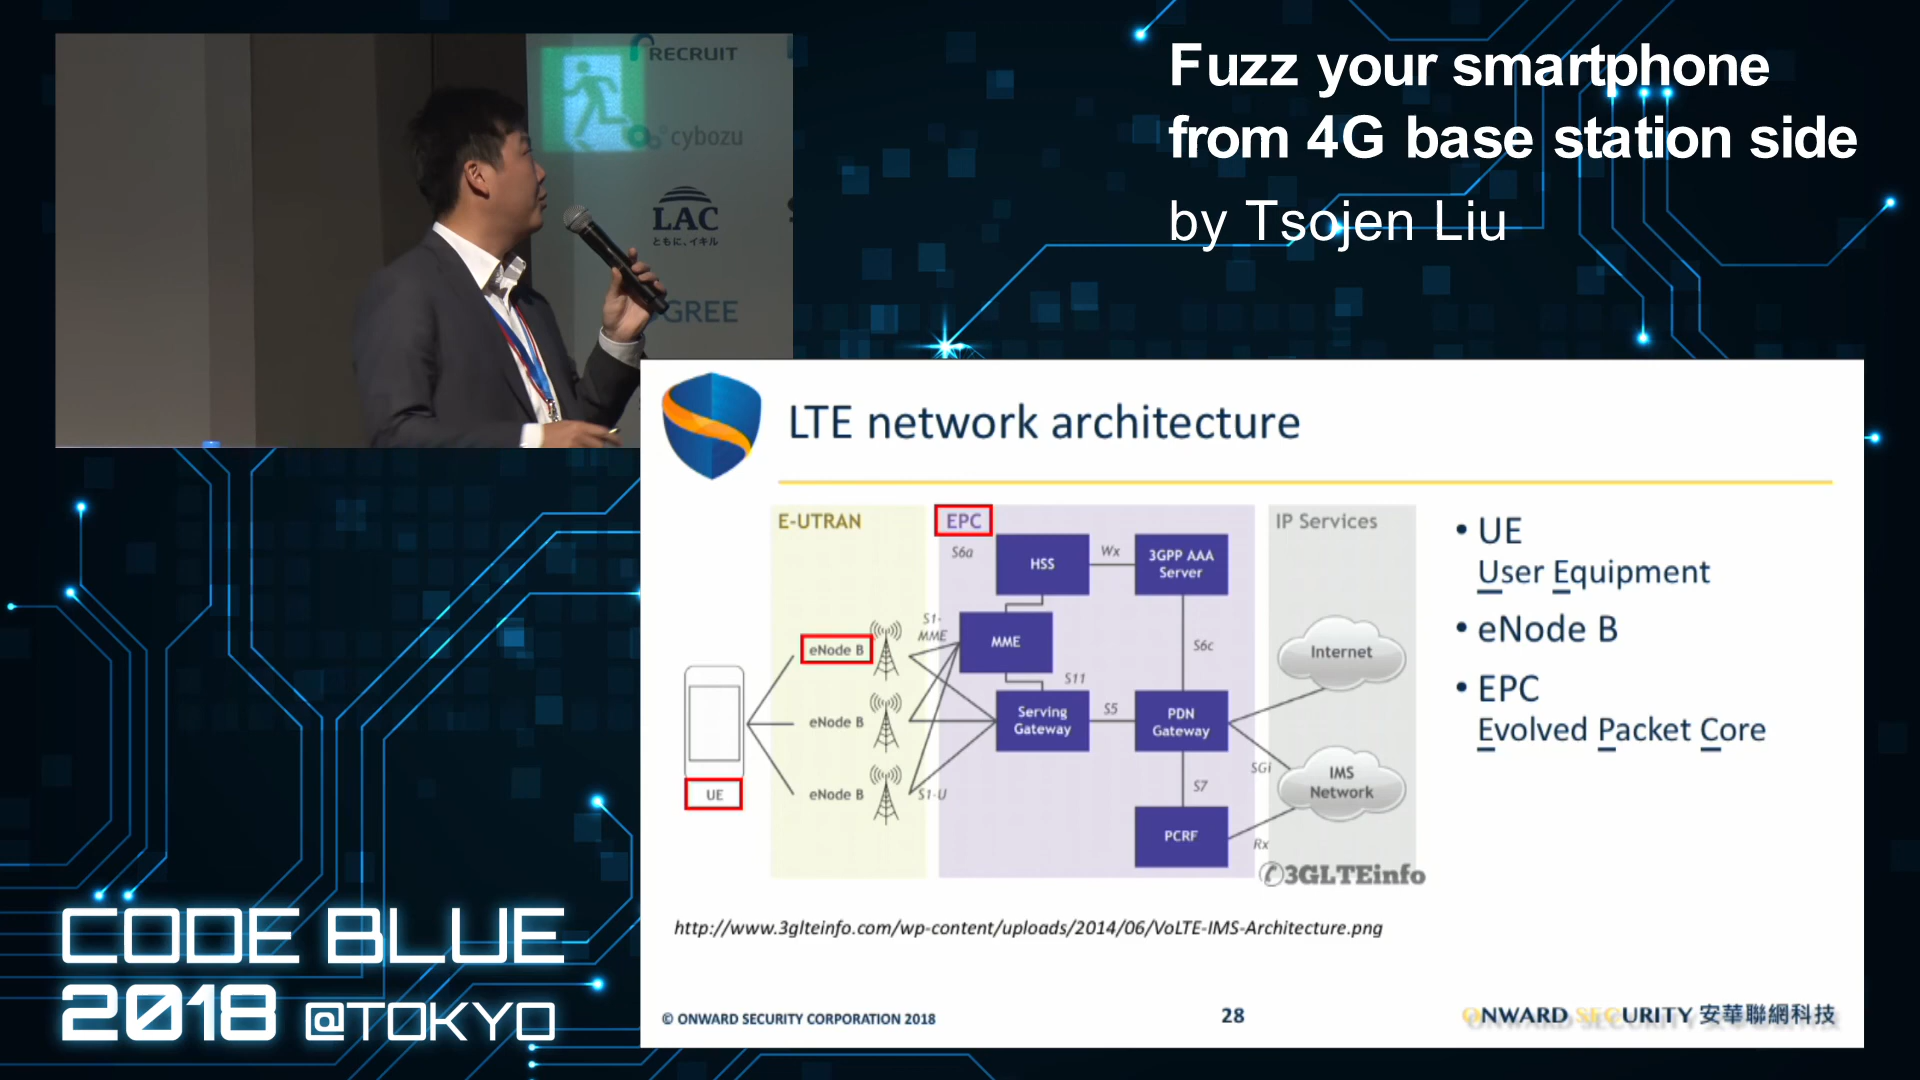 RECRUIT
cybozu
LAC
ともに、イキル
GREE
Fuzz your smartphone
from 4G base station side
by Tsojen Liu
LTE network architecture
E-UTRAN
EPC
IP Services
S6a
HSS
Wx
3GPP AAA
Server
S1-
MME
MME
S6c
eNode B
Internet
S11
Serving
Gateway
S5
PDN
Gateway
eNode B
SGi
IMS
Network
UE
eNode B
S1-U
S7
PCRF
Rx
3GLTEinfo
• UE
User Equipment
• eNode B
• EPC
Evolved Packet Core
http://www.3glteinfo.com/wp-content/uploads/2014/06/VoLTE-IMS-Architecture.png
© ONWARD SECURITY CORPORATION 2018
28
ONWARD SECURITY 安華聯網科技
CODE BLUE
2018 @TOKYO